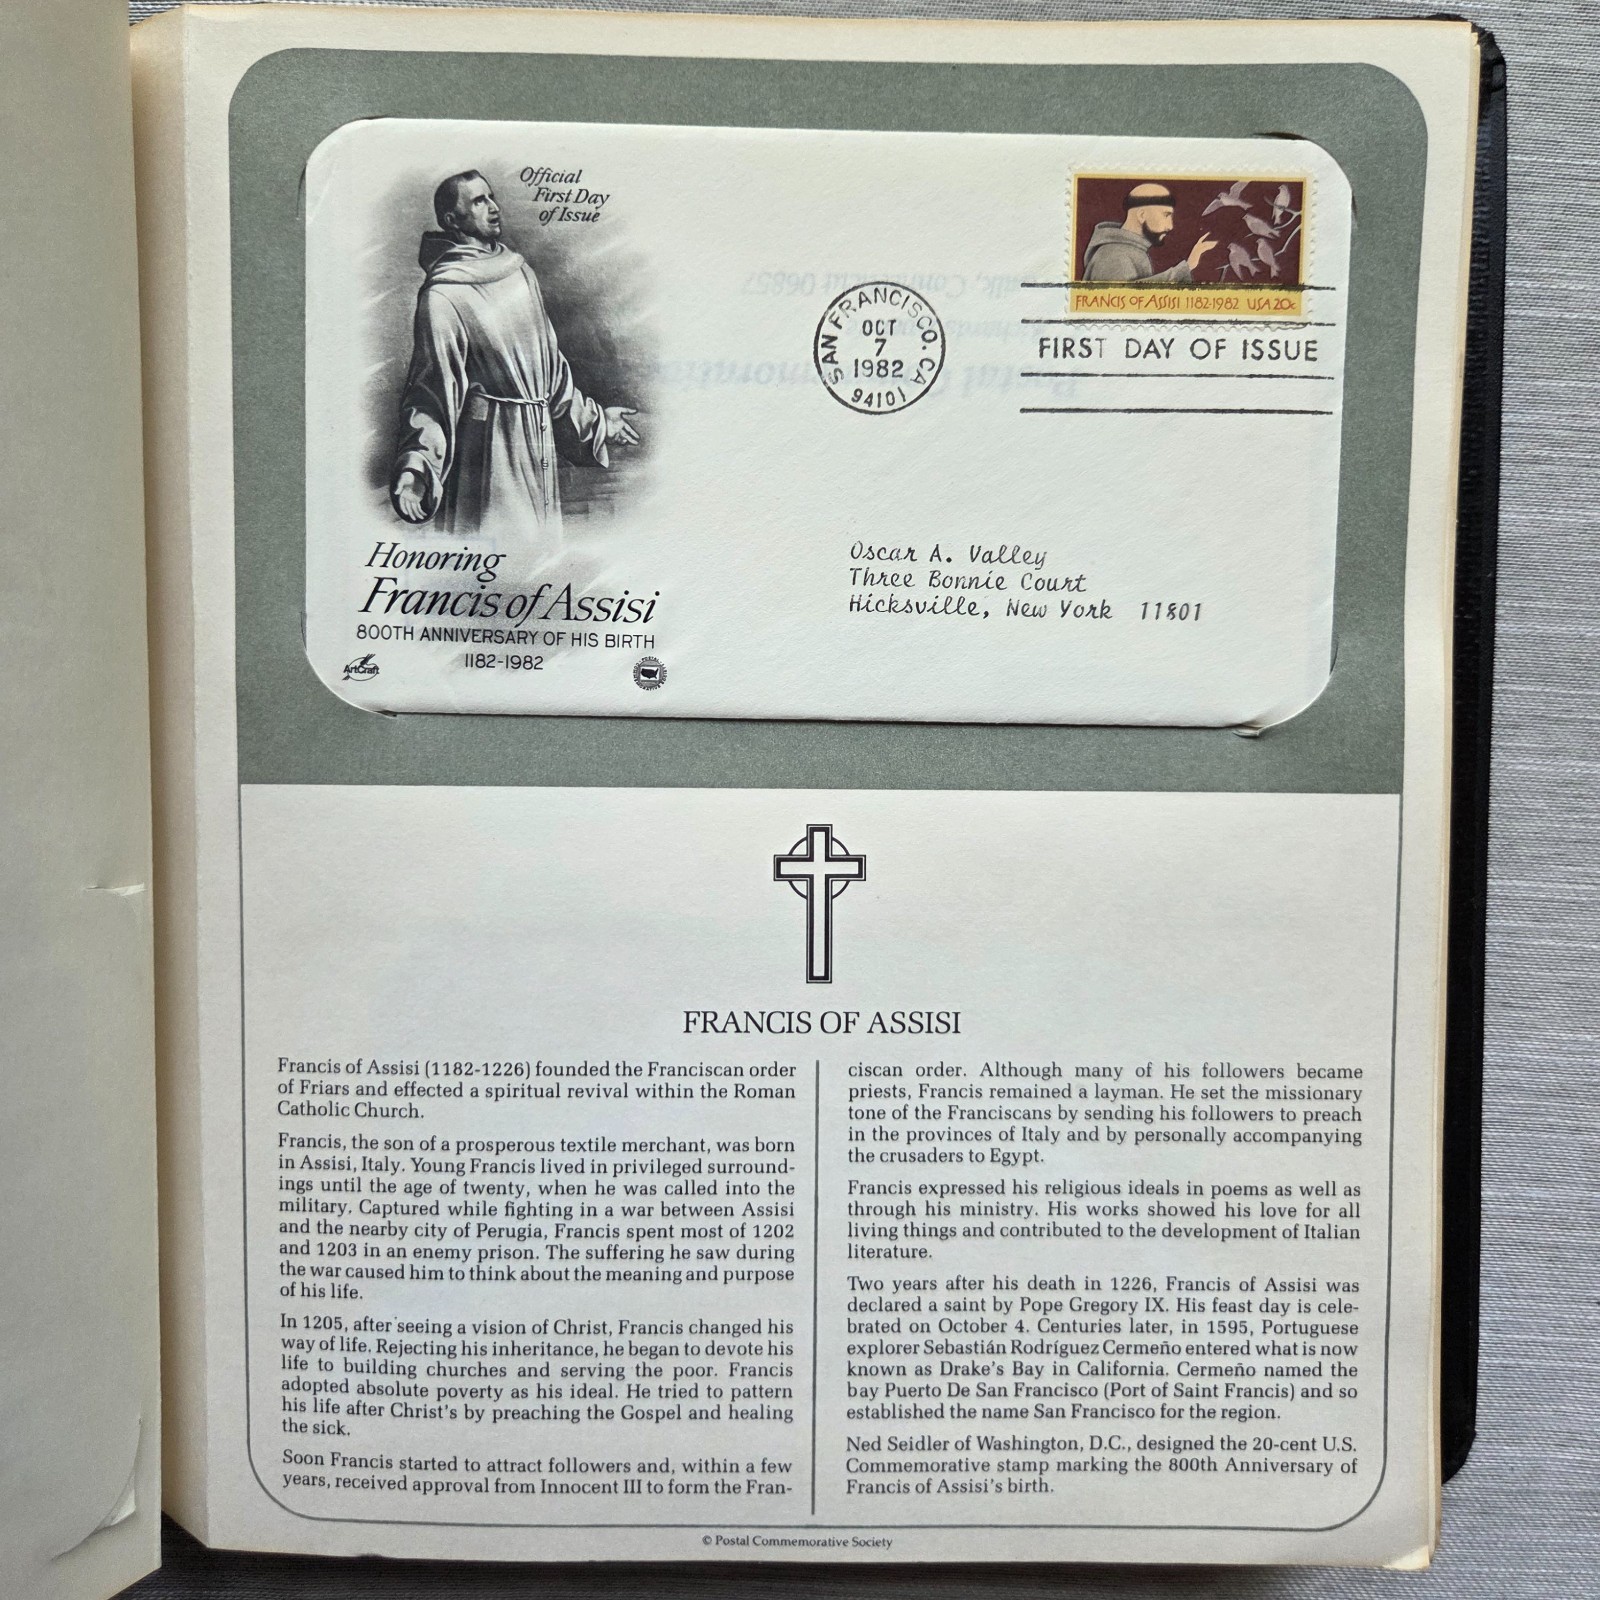 Official
First Day
of Issue
FRANCIS OF ASSISI 1182-1982 USA 20c
SAN FRANCISCO, CA
OCT
7
1982
94101
FIRST DAY OF ISSUE
Oscar A. Valley
Three Bonnie Court
Hicksville, New York 11801
Honoring
Francis of Assisi
800TH ANNIVERSARY OF HIS BIRTH
1182-1982
ArtCraft
FRANCIS OF ASSISI
Francis of Assisi (1182-1226) founded the Franciscan order
of Friars and effected a spiritual revival within the Roman
Catholic Church.
Francis, the son of a prosperous textile merchant, was born
in Assisi, Italy. Young Francis lived in privileged surround-
ings until the age of twenty, when he was called into the
military. Captured while fighting in a war between Assisi
and the nearby city of Perugia, Francis spent most of 1202
and 1203 in an enemy prison. The suffering he saw during
the war caused him to think about the meaning and purpose
of his life.
In 1205, after seeing a vision of Christ, Francis changed his
way of life. Rejecting his inheritance, he began to devote his
life to building churches and serving the poor. Francis
adopted absolute poverty as his ideal. He tried to pattern
his life after Christ's by preaching the Gospel and healing
the sick.
Soon Francis started to attract followers and, within a few
years, received approval from Innocent III to form the Fran-
ciscan order. Although many of his followers became
priests, Francis remained a layman. He set the missionary
tone of the Franciscans by sending his followers to preach
in the provinces of Italy and by personally accompanying
the crusaders to Egypt.
Francis expressed his religious ideals in poems as well as
through his ministry. His works showed his love for all
living things and contributed to the development of Italian
literature.
Two years after his death in 1226, Francis of Assisi was
declared a saint by Pope Gregory IX. His feast day is cele-
brated on October 4. Centuries later, in 1595, Portuguese
explorer Sebastián Rodríguez Cermeño entered what is now
known as Drake's Bay in California. Cermeño named the
bay Puerto De San Francisco (Port of Saint Francis) and so
established the name San Francisco for the region.
Ned Seidler of Washington, D.C., designed the 20-cent U.S.
Commemorative stamp marking the 800th Anniversary of
Francis of Assisi's birth.
© Postal Commemorative Society